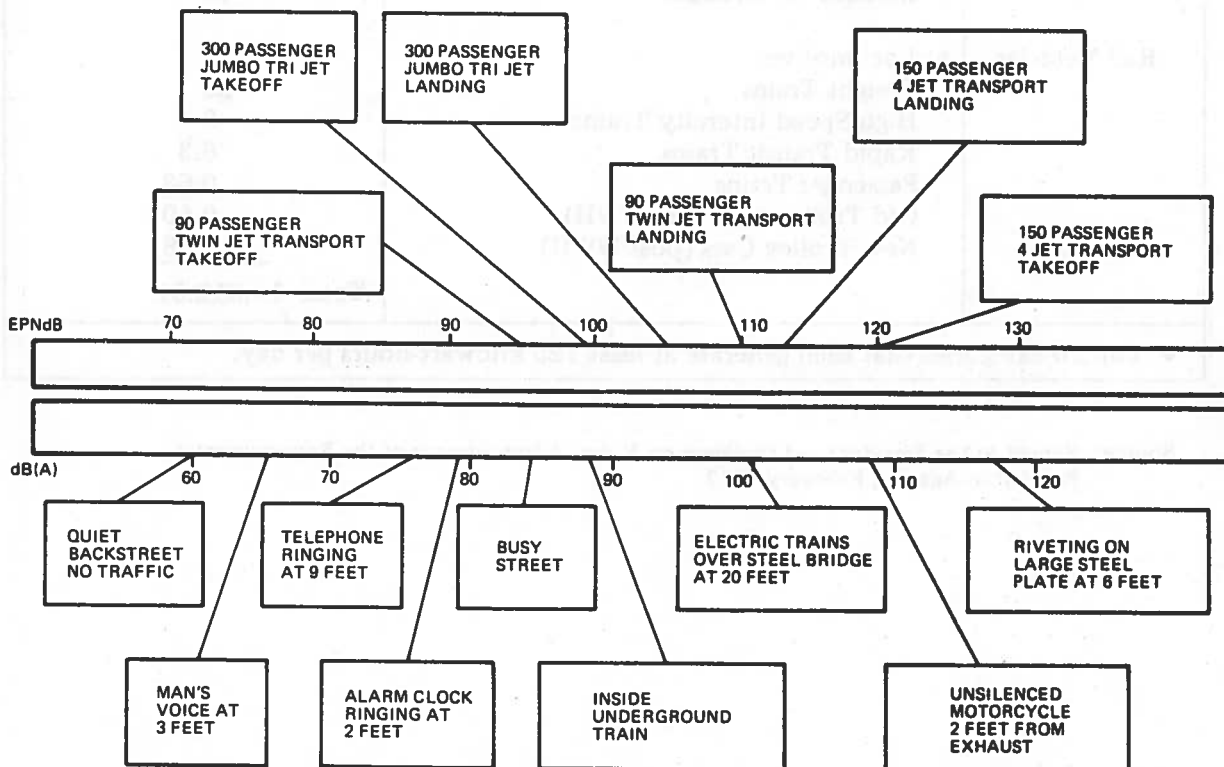 300 PASSENGER
JUMBO TRI JET
TAKEOFF
300 PASSENGER
JUMBO TRI JET
LANDING
150 PASSENGER
4 JET TRANSPORT
LANDING
90 PASSENGER
TWIN JET TRANSPORT
TAKEOFF
90 PASSENGER
TWIN JET TRANSPORT
LANDING
150 PASSENGER
4 JET TRANSPORT
TAKEOFF
EPNdB 70 80 90 100 110 120 130
dB(A) 60 70 80 90 100 110 120
QUIET
BACKSTREET
NO TRAFFIC
TELEPHONE
RINGING
AT 9 FEET
BUSY
STREET
ELECTRIC TRAINS
OVER STEEL BRIDGE
AT 20 FEET
RIVETING ON
LARGE STEEL
PLATE AT 6 FEET
MAN'S
VOICE AT
3 FEET
ALARM CLOCK
RINGING AT
2 FEET
INSIDE
UNDERGROUND
TRAIN
UNSILENCED
MOTORCYCLE
2 FEET FROM
EXHAUST